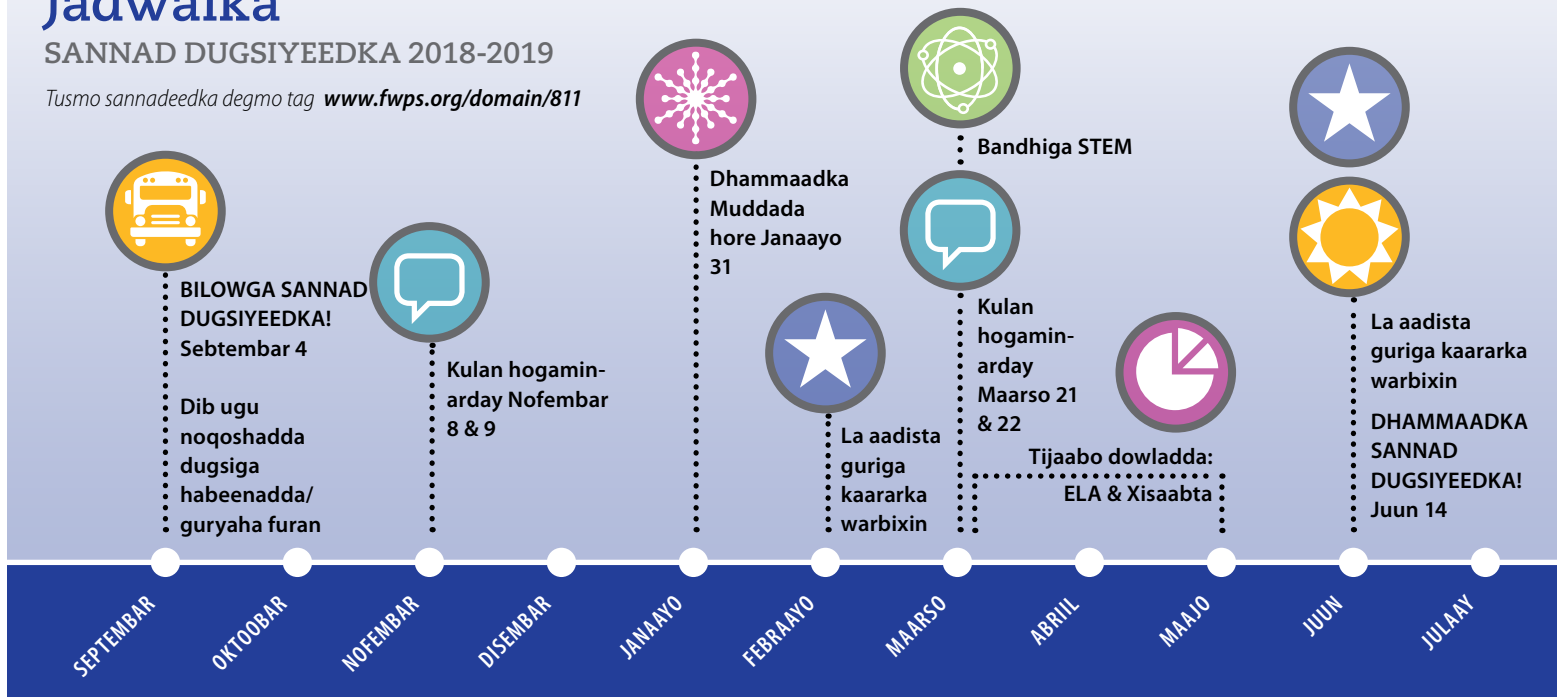 Jadwalka
SANNAD DUGSIYEEDKA 2018-2019
Tusmo sannadeedka degmo tag www.fwps.org/domain/811
BILOWGA SANNAD
DUGSIYEEDKA!
Sebtembar 4
Dib ugu
noqoshadda
dugsiga
habeenadda/
guryaha furan
Kulan hogamin-
arday Nofembar
8 & 9
Dhammaadka
Muddada
hore Janaayo
31
La aadista
guriga
kaararka
warbixin
Bandhiga STEM
Kulan
hogamin-
arday
Maarso 21
& 22
Tijaabo dowladda:
ELA & Xisaabta
La aadista
guriga kaararka
warbixin
DHAMMAADKA
SANNAD
DUGSIYEEDKA!
Juun 14
SEPTEMBAR
OKTOOBAR
NOFEMBAR
DISEMBAR
JANAAYO
FEBRAAYO
MAARSO
ABRIIL
MAAJO
JUUN
JULAAY